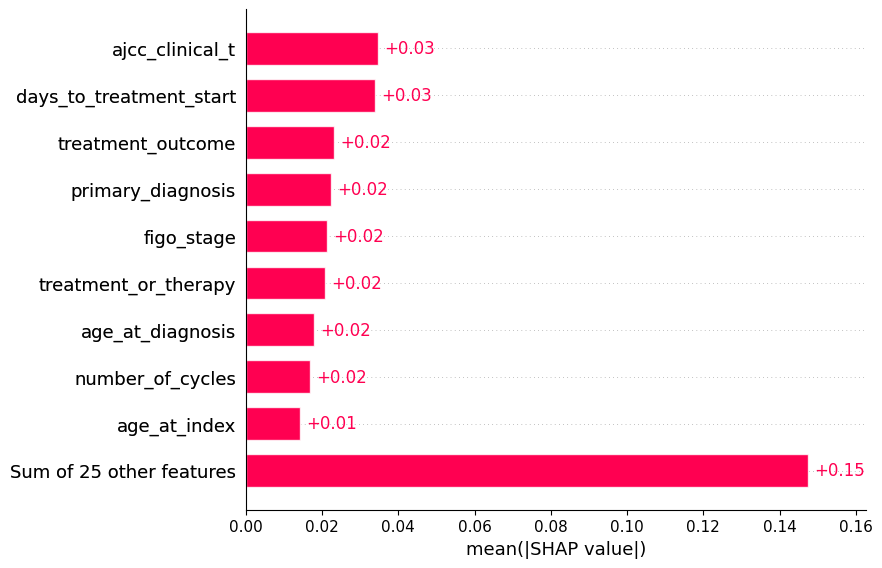 ajcc_clinical_t +0.03
days_to_treatment_start +0.03
treatment_outcome +0.02
primary_diagnosis +0.02
figo_stage +0.02
treatment_or_therapy +0.02
age_at_diagnosis +0.02
number_of_cycles +0.02
age_at_index +0.01
Sum of 25 other features +0.15
0.00 0.02 0.04 0.06 0.08 0.10 0.12 0.14 0.16
mean(|SHAP value|)